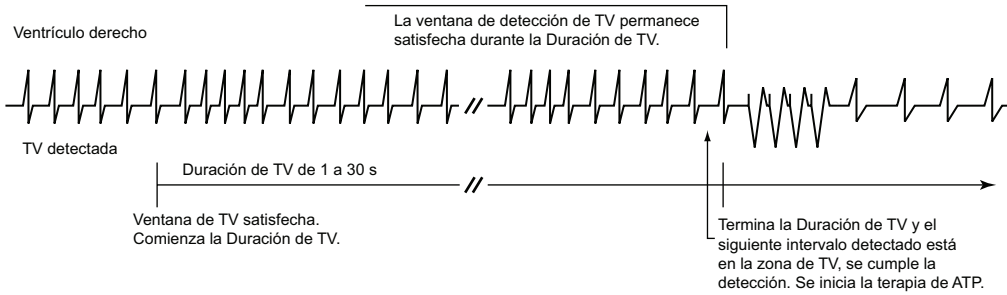 La ventana de detección de TV permanece
satisfecha durante la Duración de TV.
Ventrículo derecho
TV detectada
Duración de TV de 1 a 30 s
Ventana de TV satisfecha.
Comienza la Duración de TV.
Termina la Duración de TV y el
siguiente intervalo detectado está
en la zona de TV, se cumple la
detección. Se inicia la terapia de ATP.